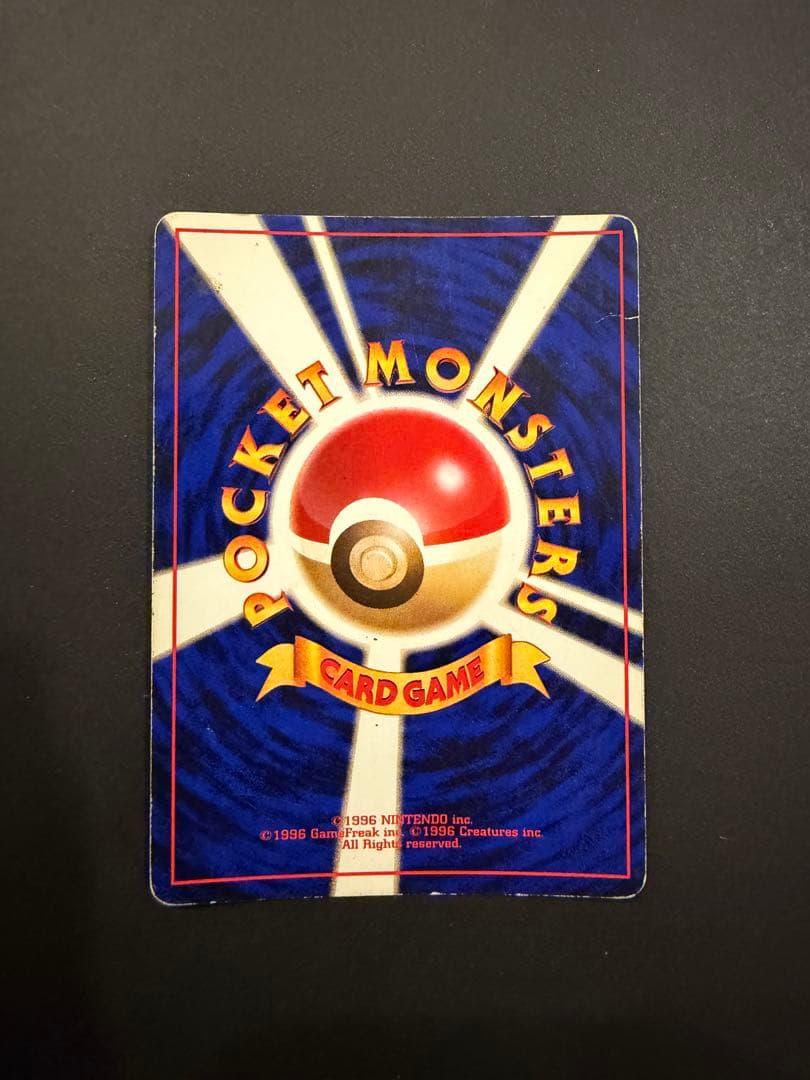 POCKET MONSTERS
CARD GAME
©1996 NINTENDO inc.
©1996 GameFreak inc. ©1996 Creatures inc.
All Rights reserved.